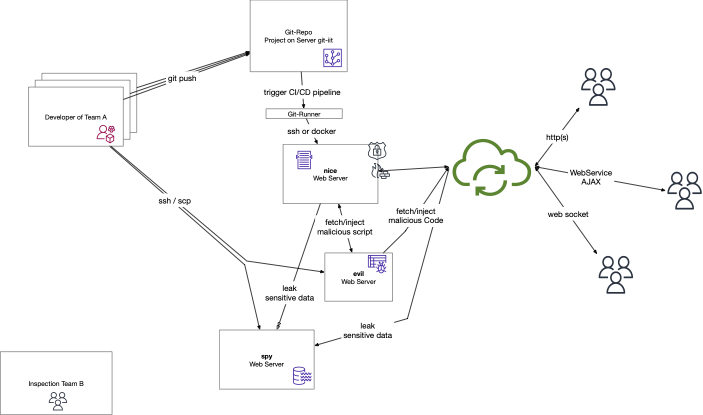 Git-Repo
Project on Server git-iit
git push
trigger CI/CD pipeline
Git-Runner
Developer of Team A
ssh or docker
http(s)
nice
Web Server
WebService
AJAX
ssh / scp
fetch/inject
malicious script
fetch/inject
malicious Code
web socket
evil
Web Server
leak
sensitive data
leak
sensitive data
spy
Web Server
Inspection Team B